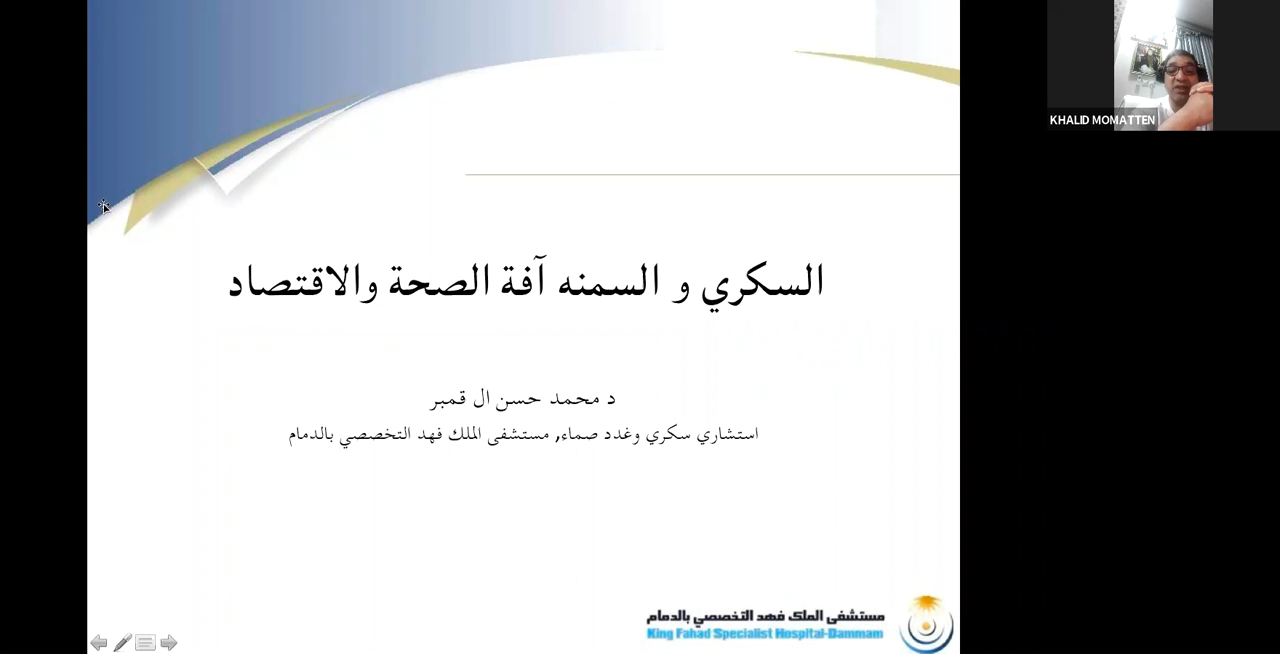 KHALID MOMATTEN
السكري و السمنه آفة الصحة والاقتصاد
د محمد حسن ال قمبر
استشاري سكري وغدد صماء, مستشفى الملك فهد التخصصي بالدمام
مستشفى الملك فهد التخصصي بالدمام
King Fahad Specialist Hospital-Dammam